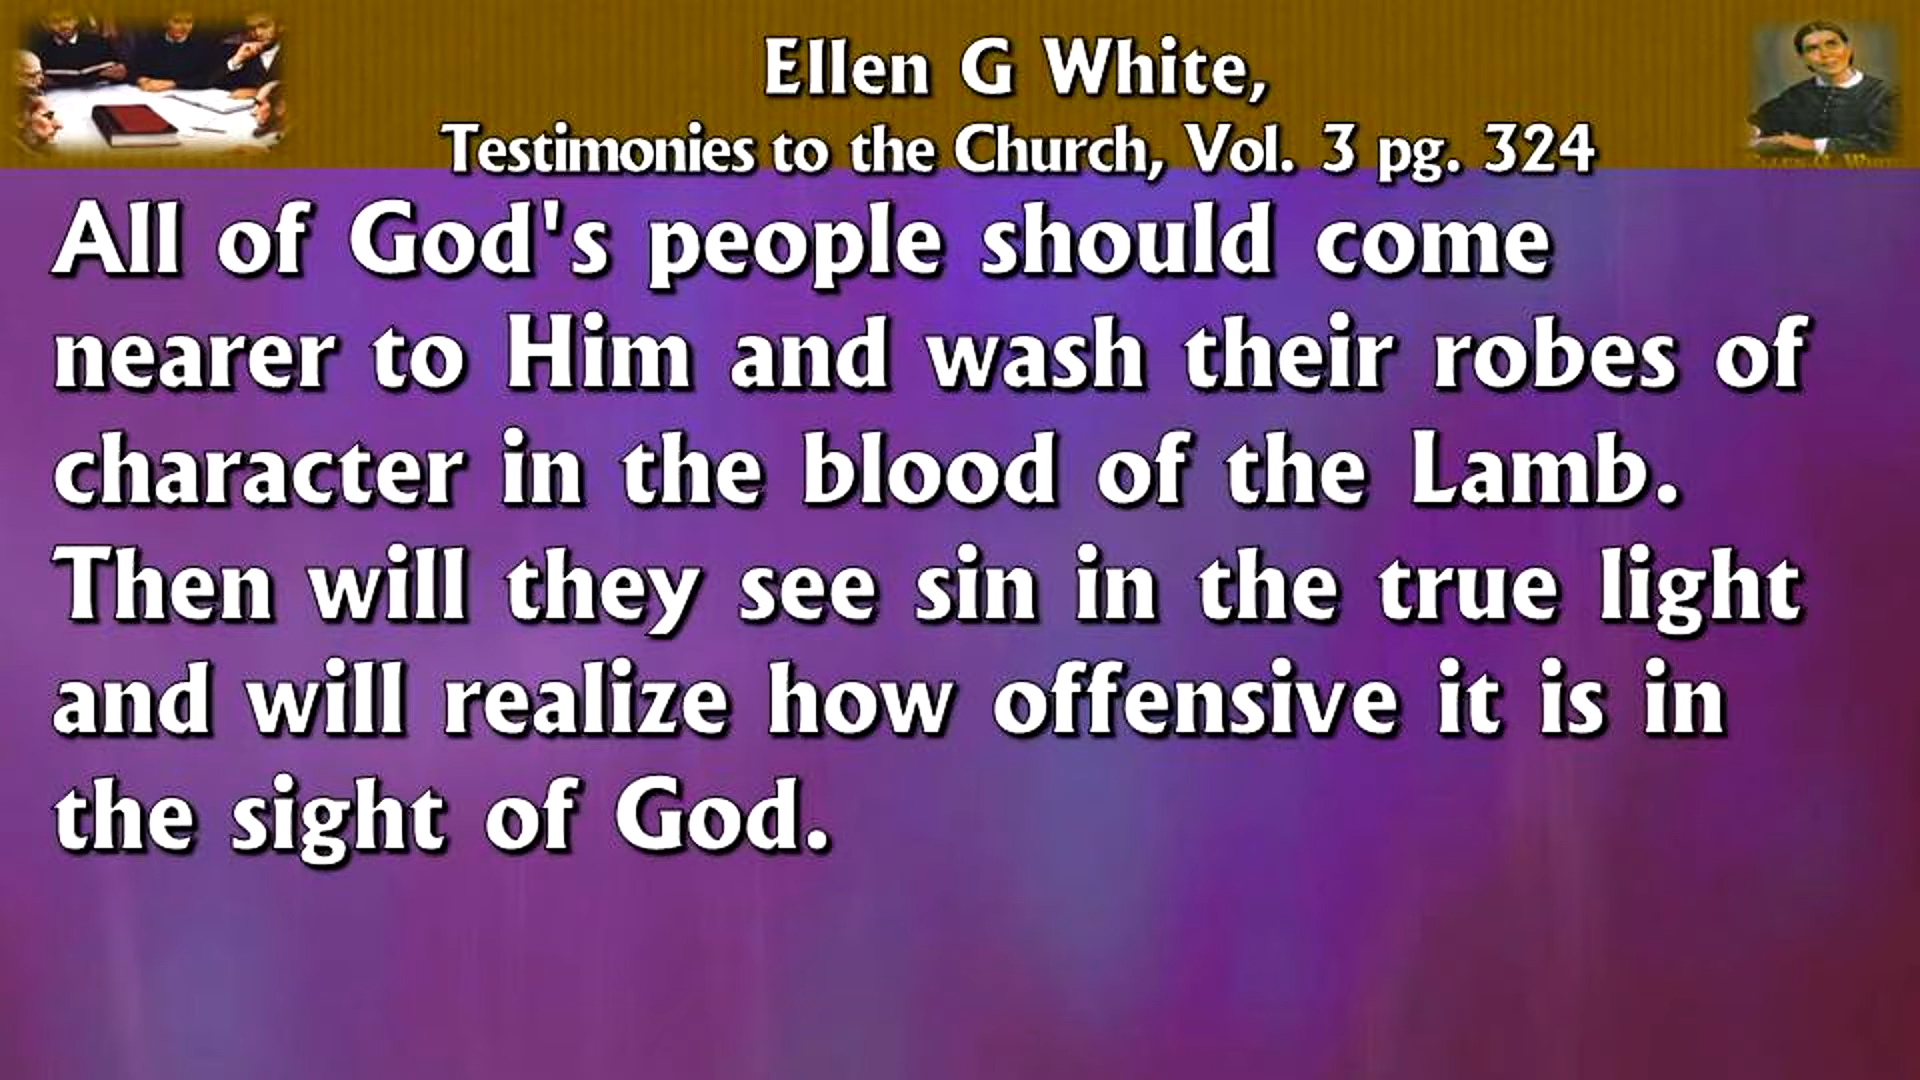 Ellen G White,
Testimonies to the Church, Vol. 3 pg. 324
All of God's people should come
nearer to Him and wash their robes of
character in the blood of the Lamb.
Then will they see sin in the true light
and will realize how offensive it is in
the sight of God.
ELLEN G. WHITE